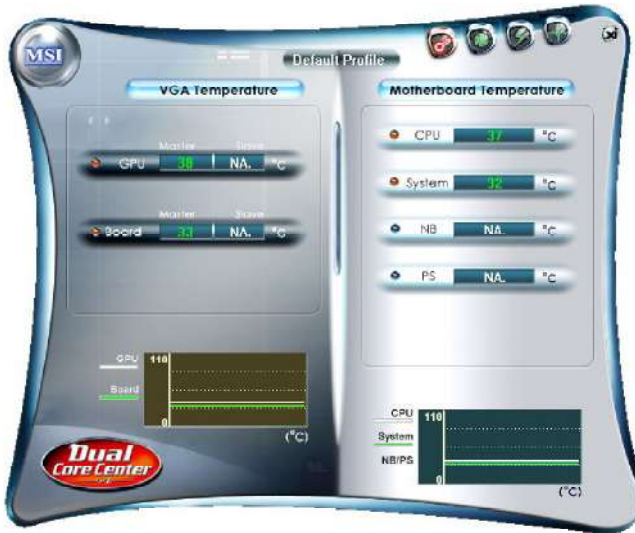 MSI
Default Profile
VGA Temperature
Master Slave
GPU 38 NA. °C
Master Slave
Board 33 NA. °C
GPU
Board
110
0
(°C)
Dual
Core Center
Motherboard Temperature
CPU 37 °C
System 32 °C
NB NA. °C
PS NA. °C
CPU
System
NB/PS
110
0
(°C)